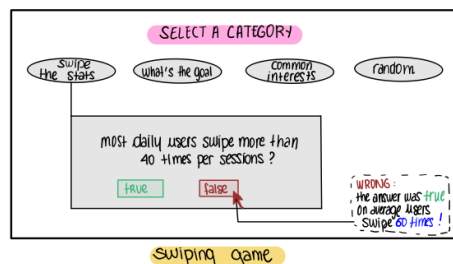 SELECT A CATEGORY
swipe
the stats
what's the goal
common
interests
random
most daily users swipe more than
40 times per sessions ?
true
false
WRONG :
the answer was true
on average users
swipe 60 times !
swiping game